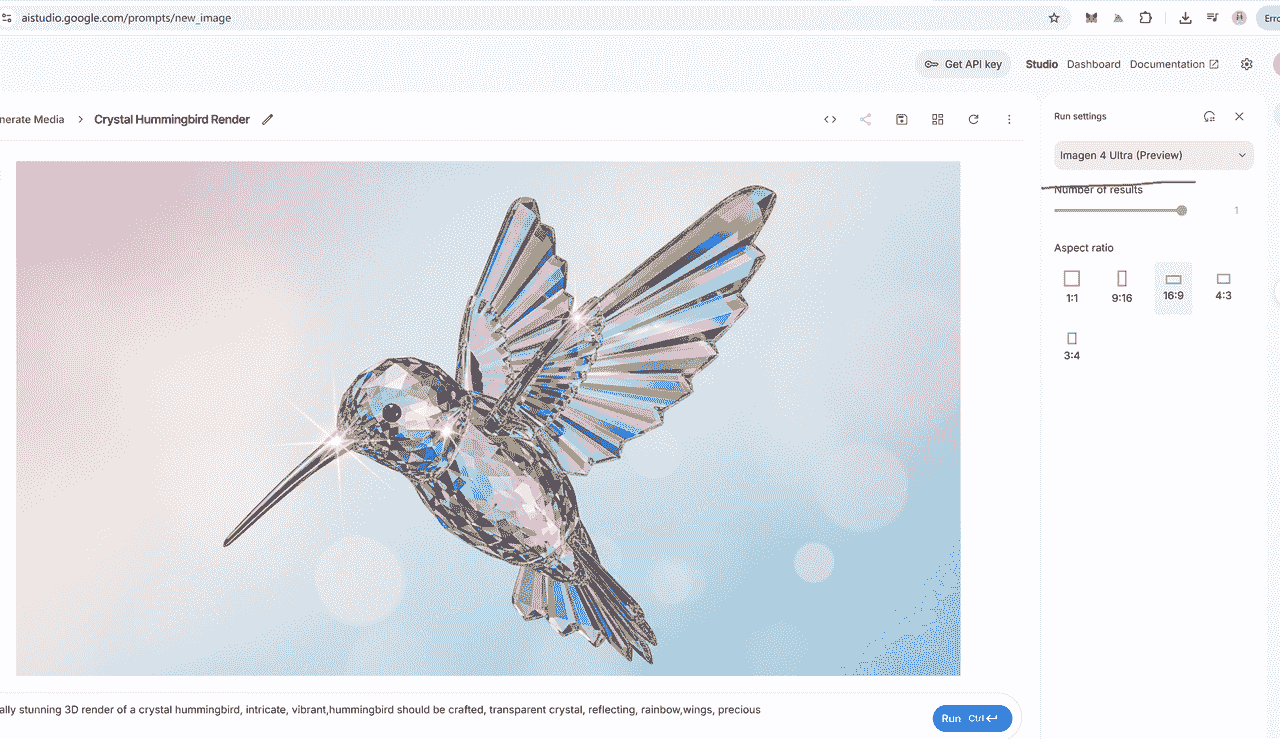 aistudio.google.com/prompts/new_image
Get API key
Studio
Dashboard
Documentation
nerate Media
Crystal Hummingbird Render
Run settings
Imagen 4 Ultra (Preview)
Number of results
1
Aspect ratio
1:1
9:16
16:9
4:3
3:4
ally stunning 3D render of a crystal hummingbird, intricate, vibrant,hummingbird should be crafted, transparent crystal, reflecting, rainbow,wings, precious
Run Ctrl